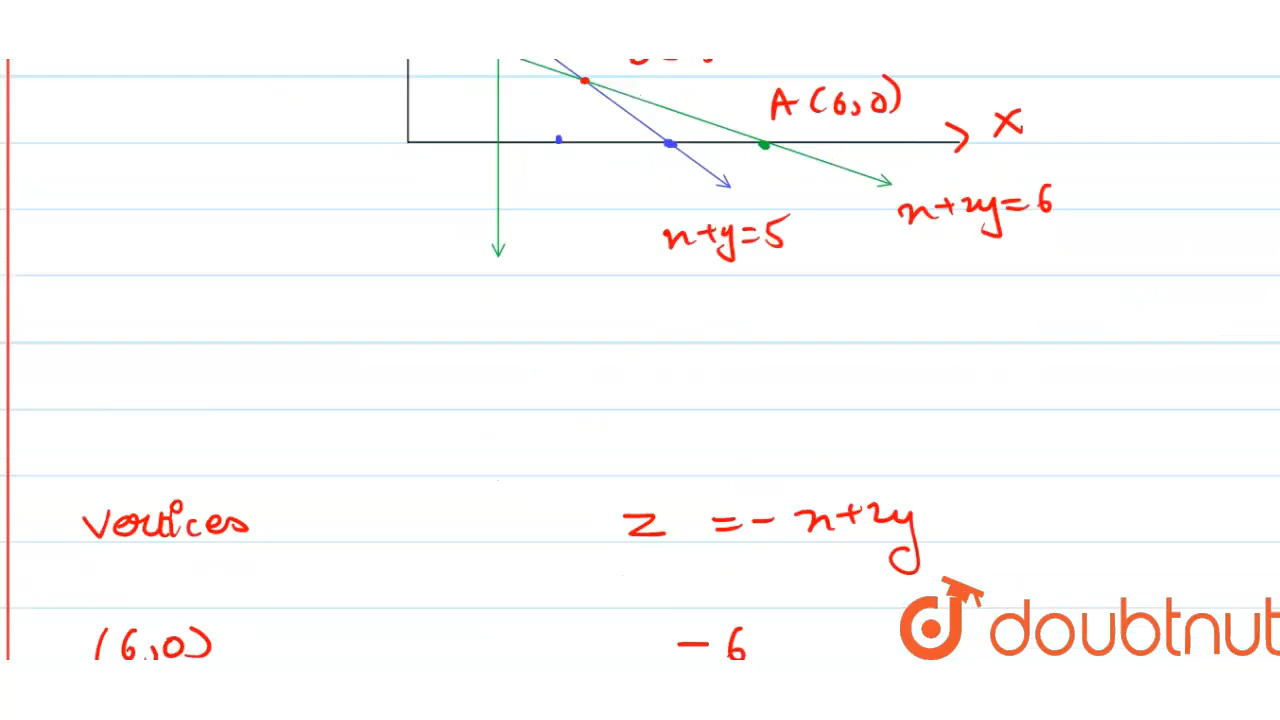 A (6,0)
X
x+2y=6
x+y=5
Vertices
Z = - x+2y
(6,0)
- 6
doubtnut